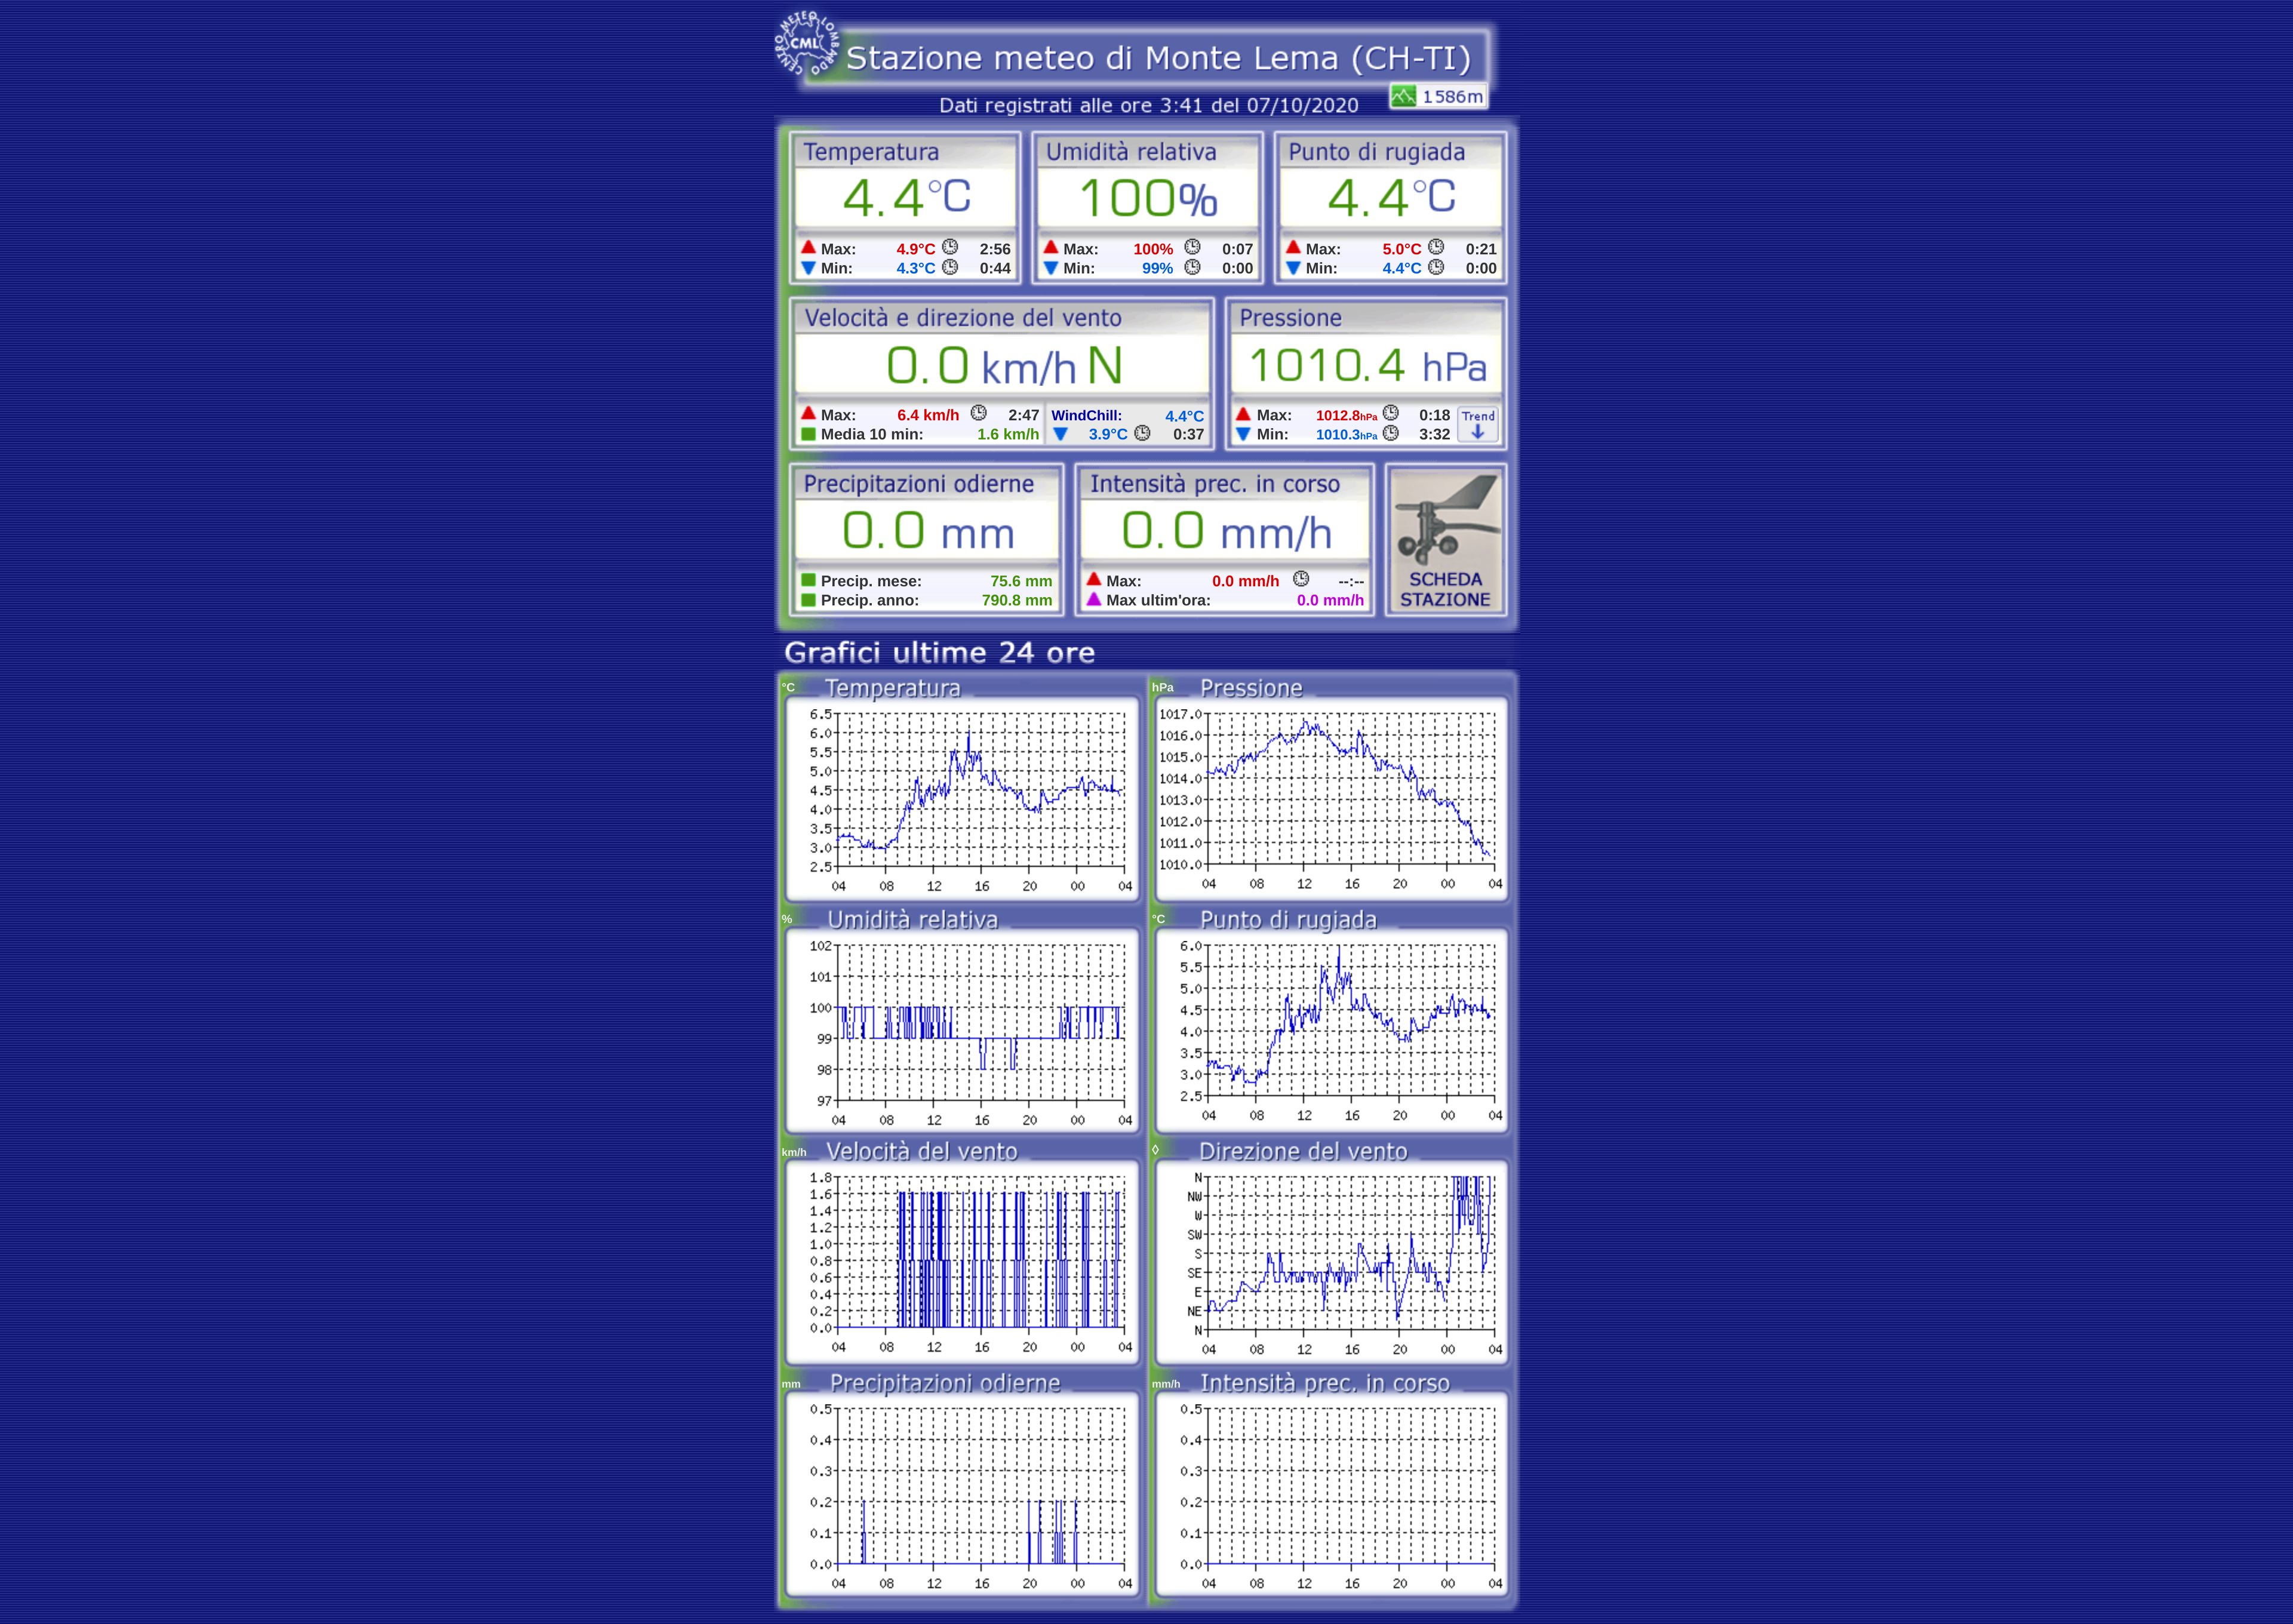 CENTRO METEO LOMBARDO
CML
Stazione meteo di Monte Lema (CH-TI)
Dati registrati alle ore 3:41 del 07/10/2020
1586m
Temperatura
4.4°C
Max: 4.9°C 2:56
Min: 4.3°C 0:44
Umidità relativa
100%
Max: 100% 0:07
Min: 99% 0:00
Punto di rugiada
4.4°C
Max: 5.0°C 0:21
Min: 4.4°C 0:00
Velocità e direzione del vento
0.0 km/h N
Max: 6.4 km/h 2:47
Media 10 min: 1.6 km/h
WindChill: 4.4°C
3.9°C 0:37
Pressione
1010.4 hPa
Max: 1012.8hPa 0:18
Min: 1010.3hPa 3:32
Trend
Precipitazioni odierne
0.0 mm
Precip. mese: 75.6 mm
Precip. anno: 790.8 mm
Intensità prec. in corso
0.0 mm/h
Max: 0.0 mm/h --:--
Max ultim'ora: 0.0 mm/h
SCHEDA
STAZIONE
Grafici ultime 24 ore
°C Temperatura
6.5
6.0
5.5
5.0
4.5
4.0
3.5
3.0
2.5
04 08 12 16 20 00 04
hPa Pressione
1017.0
1016.0
1015.0
1014.0
1013.0
1012.0
1011.0
1010.0
04 08 12 16 20 00 04
% Umidità relativa
102
101
100
99
98
97
04 08 12 16 20 00 04
°C Punto di rugiada
6.0
5.5
5.0
4.5
4.0
3.5
3.0
2.5
04 08 12 16 20 00 04
km/h Velocità del vento
1.8
1.6
1.4
1.2
1.0
0.8
0.6
0.4
0.2
0.0
04 08 12 16 20 00 04
◊ Direzione del vento
N
NW
W
SW
S
SE
E
NE
N
04 08 12 16 20 00 04
mm Precipitazioni odierne
0.5
0.4
0.3
0.2
0.1
0.0
04 08 12 16 20 00 04
mm/h Intensità prec. in corso
0.5
0.4
0.3
0.2
0.1
0.0
04 08 12 16 20 00 04